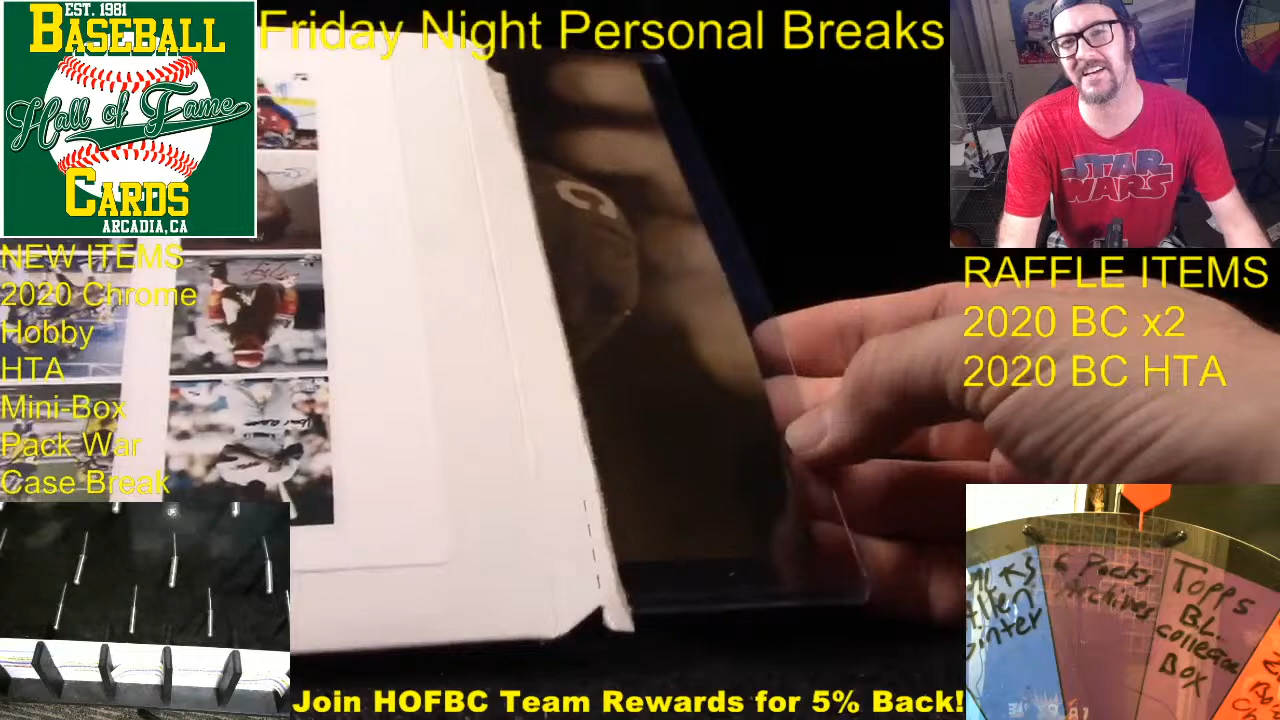 EST. 1981
BASEBALL
Hall of Fame
CARDS
ARCADIA, CA
Friday Night Personal Breaks
NEW ITEMS
2020 Chrome
Hobby
HTA
Mini-Box
Pack War
Case Break
STAR
WARS
RAFFLE ITEMS
2020 BC x2
2020 BC HTA
C
6 Packs
Archives
Topps
BL.
collection
BOX
Join HOFBC Team Rewards for 5% Back!